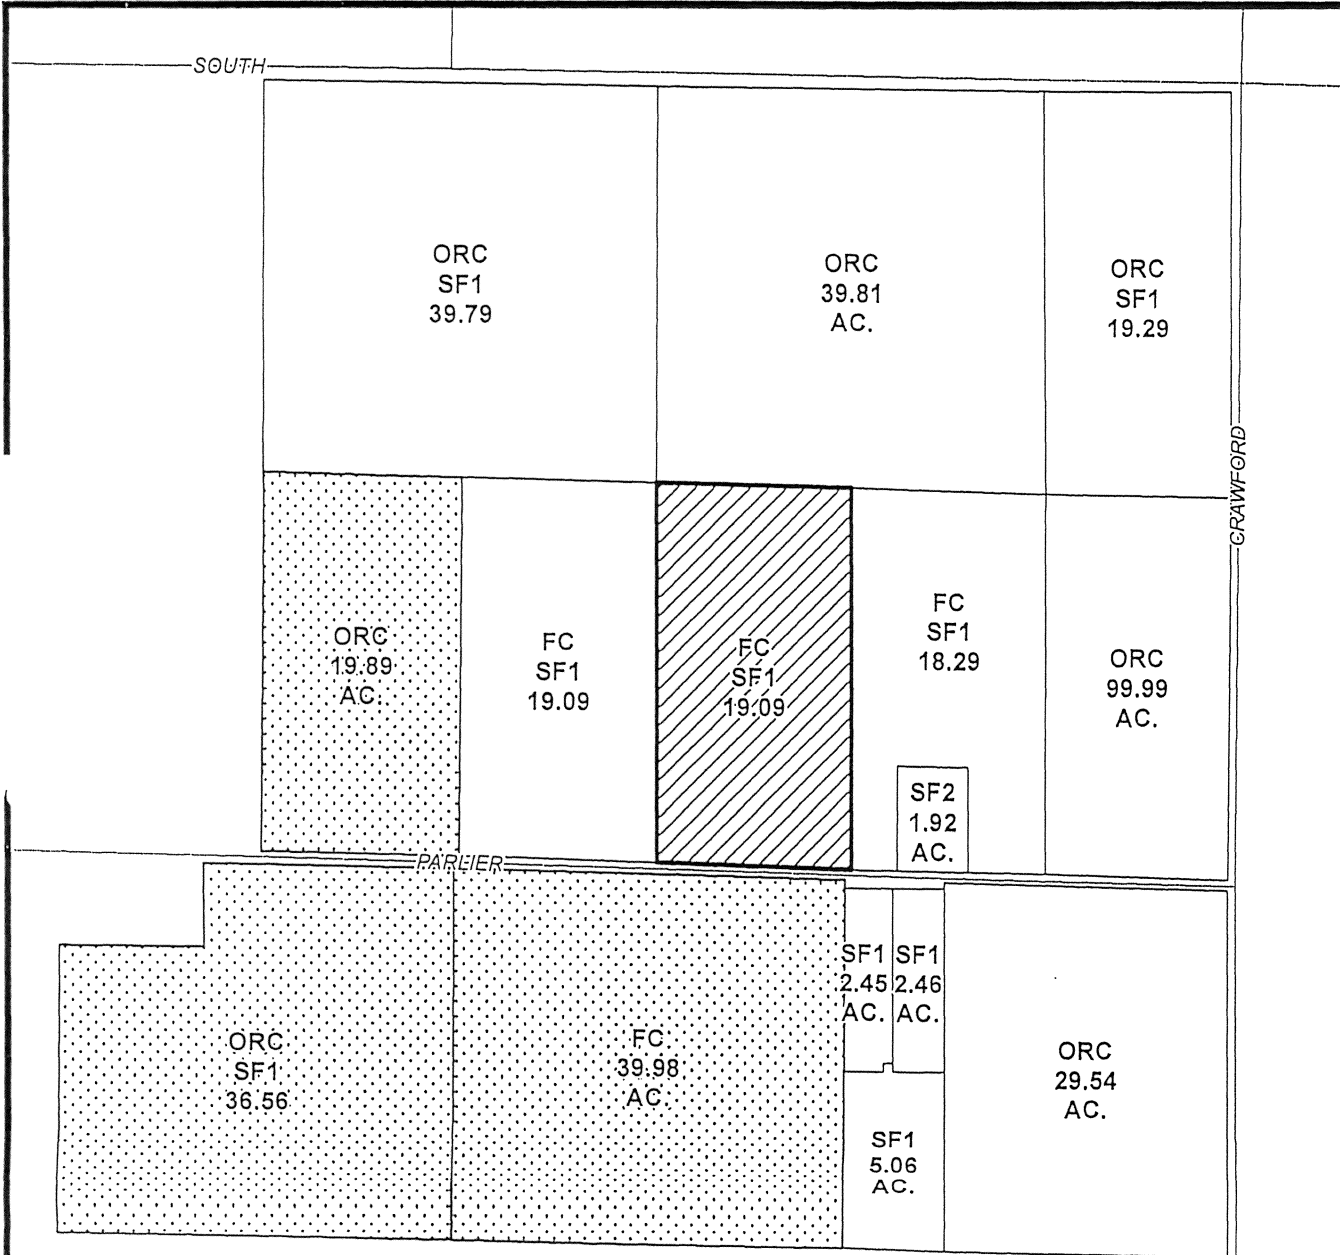 SOUTH
ORC
SF1
39.79
ORC
39.81
AC.
ORC
SF1
19.29
CRAWFORD
ORC
19.89
AC.
FC
SF1
19.09
FC
SF1
19.09
FC
SF1
18.29
ORC
99.99
AC.
SF2
1.92
AC.
PARLIER
ORC
SF1
36.56
FC
39.98
AC.
SF1
2.45
AC.
SF1
2.46
AC.
SF1
5.06
AC.
ORC
29.54
AC.